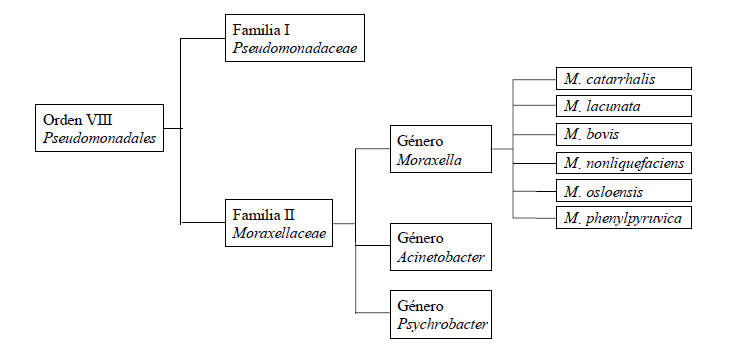 Familia I
Pseudomonadaceae
Orden VIII
Pseudomonadales
Familia II
Moraxellaceae
Género
Moraxella
Género
Acinetobacter
Género
Psychrobacter
M. catarrhalis
M. lacunata
M. bovis
M. nonliquefaciens
M. osloensis
M. phenylpyruvica